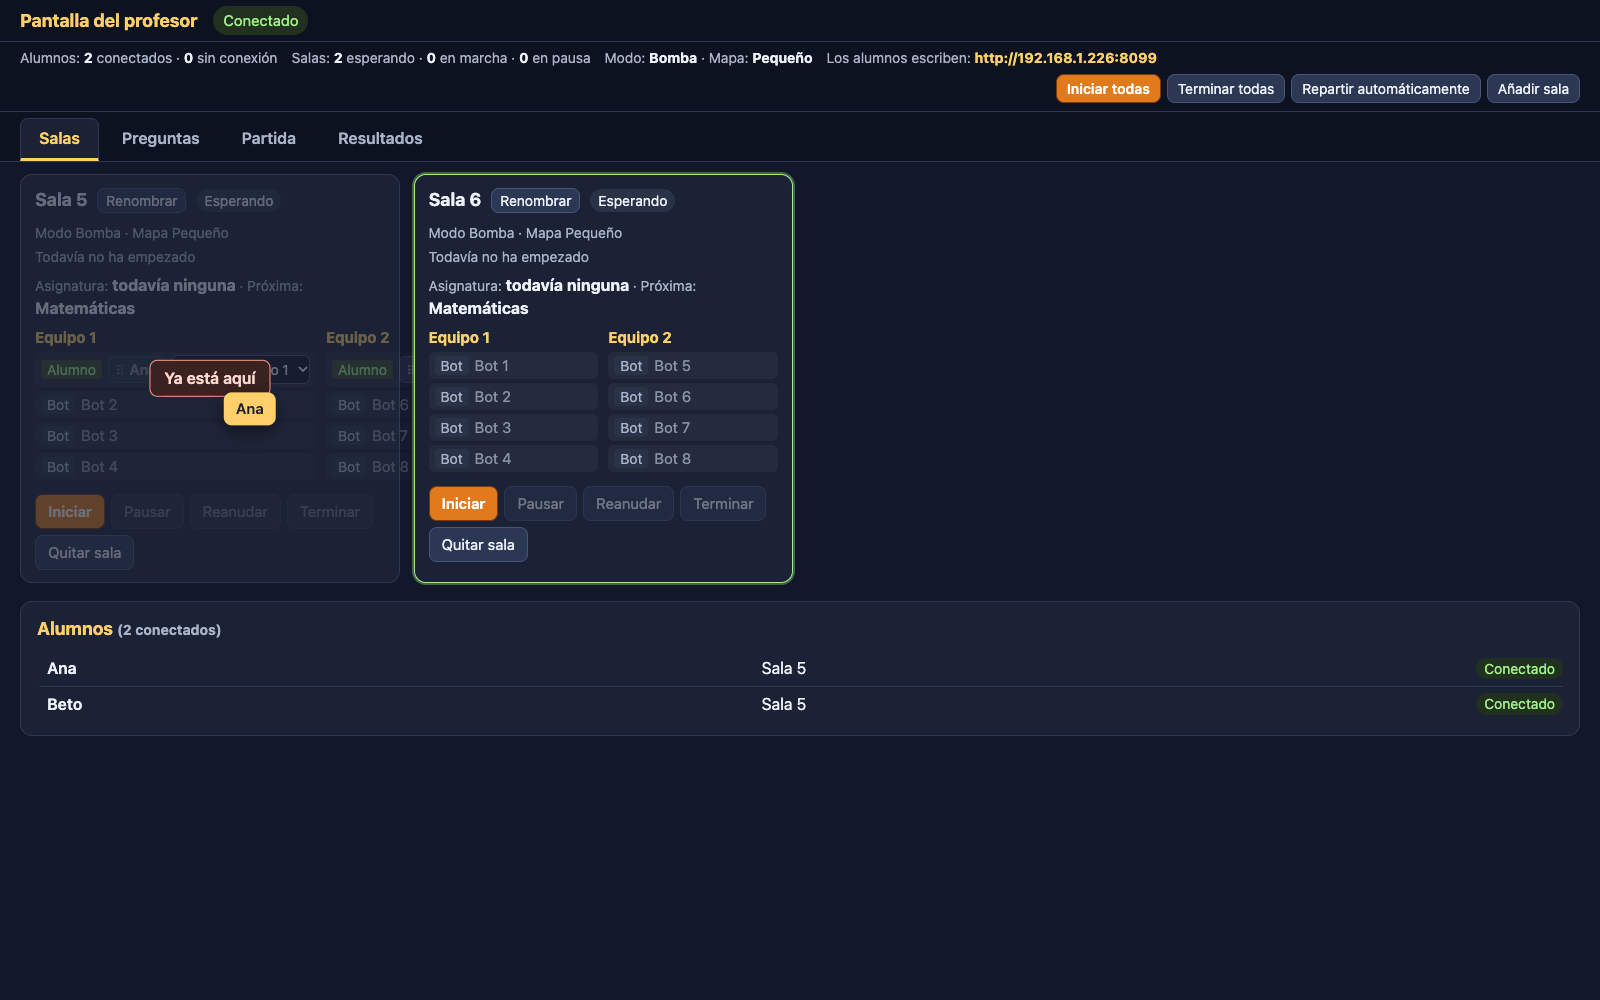 Pantalla del profesor Conectado
Alumnos: 2 conectados · 0 sin conexión Salas: 2 esperando · 0 en marcha · 0 en pausa Modo: Bomba · Mapa: Pequeño Los alumnos escriben: http://192.168.1.226:8099
Iniciar todas Terminar todas Repartir automáticamente Añadir sala
Salas Preguntas Partida Resultados
Sala 5 Renombrar Esperando
Modo Bomba · Mapa Pequeño
Todavía no ha empezado
Asignatura: todavía ninguna · Próxima:
Matemáticas
Equipo 1 Equipo 2
Alumno An Ya está aquí o 1 Alumno
Ana
Bot Bot 2 Bot Bot 6
Bot Bot 3 Bot Bot 7
Bot Bot 4 Bot Bot 8
Iniciar Pausar Reanudar Terminar
Quitar sala
Sala 6 Renombrar Esperando
Modo Bomba · Mapa Pequeño
Todavía no ha empezado
Asignatura: todavía ninguna · Próxima:
Matemáticas
Equipo 1 Equipo 2
Bot Bot 1 Bot Bot 5
Bot Bot 2 Bot Bot 6
Bot Bot 3 Bot Bot 7
Bot Bot 4 Bot Bot 8
Iniciar Pausar Reanudar Terminar
Quitar sala
Alumnos (2 conectados)
Ana Sala 5 Conectado
Beto Sala 5 Conectado